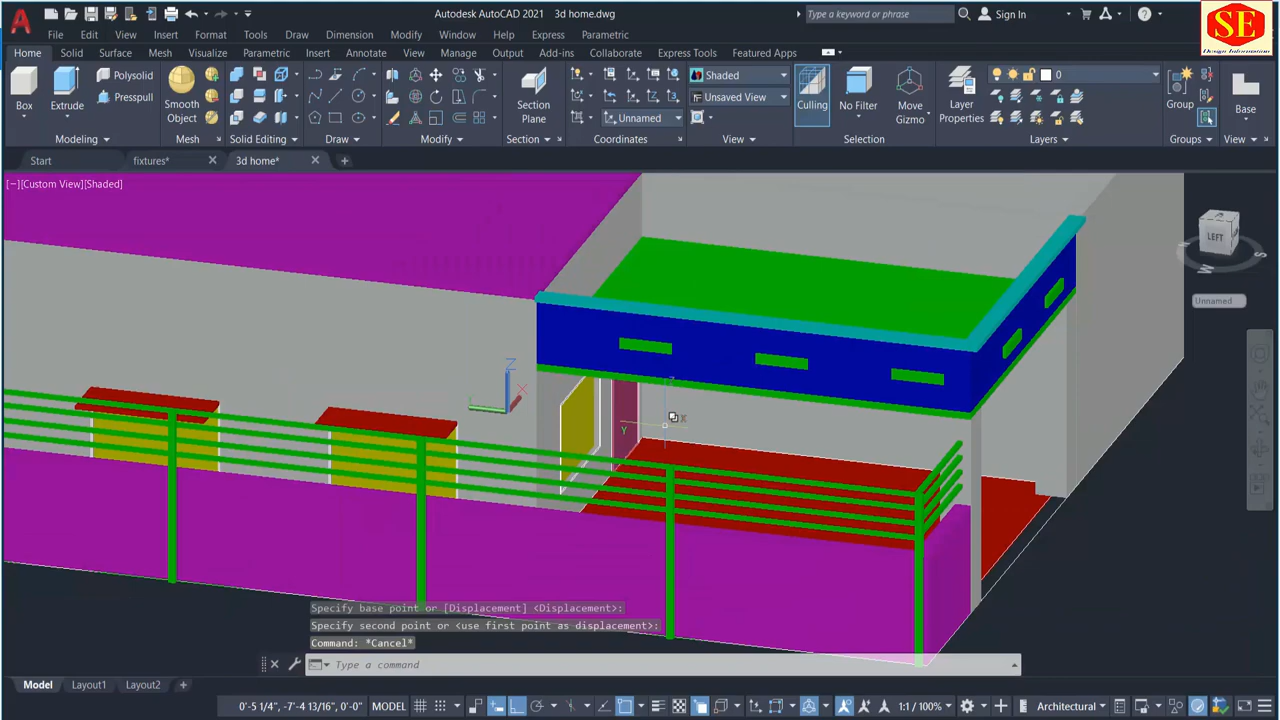 Autodesk AutoCAD 2021 3d home.dwg
Type a keyword or phrase
Sign In
SE
Design Information
File Edit View Insert Format Tools Draw Dimension Modify Window Help Express Parametric
Home Solid Surface Mesh Visualize Parametric Insert Annotate View Manage Output Add-ins Collaborate Express Tools Featured Apps
Box
Extrude
Polysolid
Presspull
Smooth
Object
Section
Plane
Unnamed
Shaded
Unsaved View
Culling
No Filter
Move
Gizmo
Layer
Properties
0
Group
Base
Modeling Mesh Solid Editing Draw Modify Section Coordinates View Selection Layers Groups View
Start fixtures* 3d home*
[−][Custom View][Shaded]
LEFT
S
W
Unnamed
Z
X
Y
Specify base point or [Displacement] <Displacement>:
Specify second point or <use first point as displacement>:
Command: *Cancel*
Type a command
Model Layout1 Layout2
0'-5 1/4", -7'-4 13/16", 0'-0" MODEL 1:1 / 100% Architectural